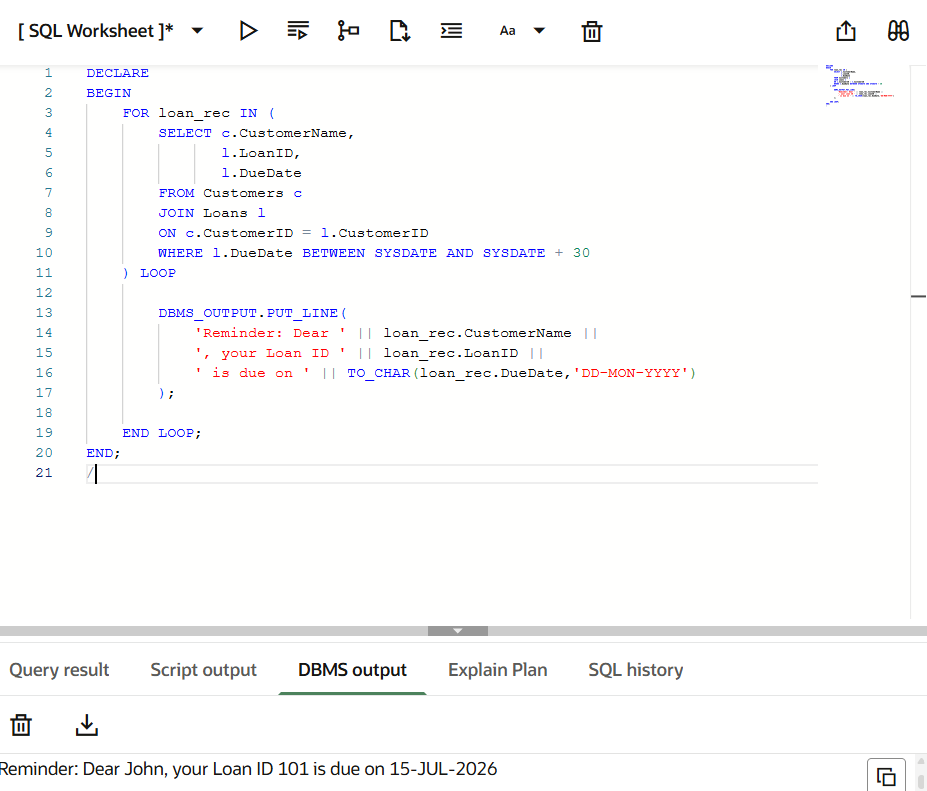 [ SQL Worksheet ]*
Aa
1 DECLARE
2 BEGIN
3 FOR loan_rec IN (
4 SELECT c.CustomerName,
5 l.LoanID,
6 l.DueDate
7 FROM Customers c
8 JOIN Loans l
9 ON c.CustomerID = l.CustomerID
10 WHERE l.DueDate BETWEEN SYSDATE AND SYSDATE + 30
11 ) LOOP
12
13 DBMS_OUTPUT.PUT_LINE(
14 'Reminder: Dear ' || loan_rec.CustomerName ||
15 ', your Loan ID ' || loan_rec.LoanID ||
16 ' is due on ' || TO_CHAR(loan_rec.DueDate,'DD-MON-YYYY')
17 );
18
19 END LOOP;
20 END;
21 /
Query result Script output DBMS output Explain Plan SQL history
Reminder: Dear John, your Loan ID 101 is due on 15-JUL-2026